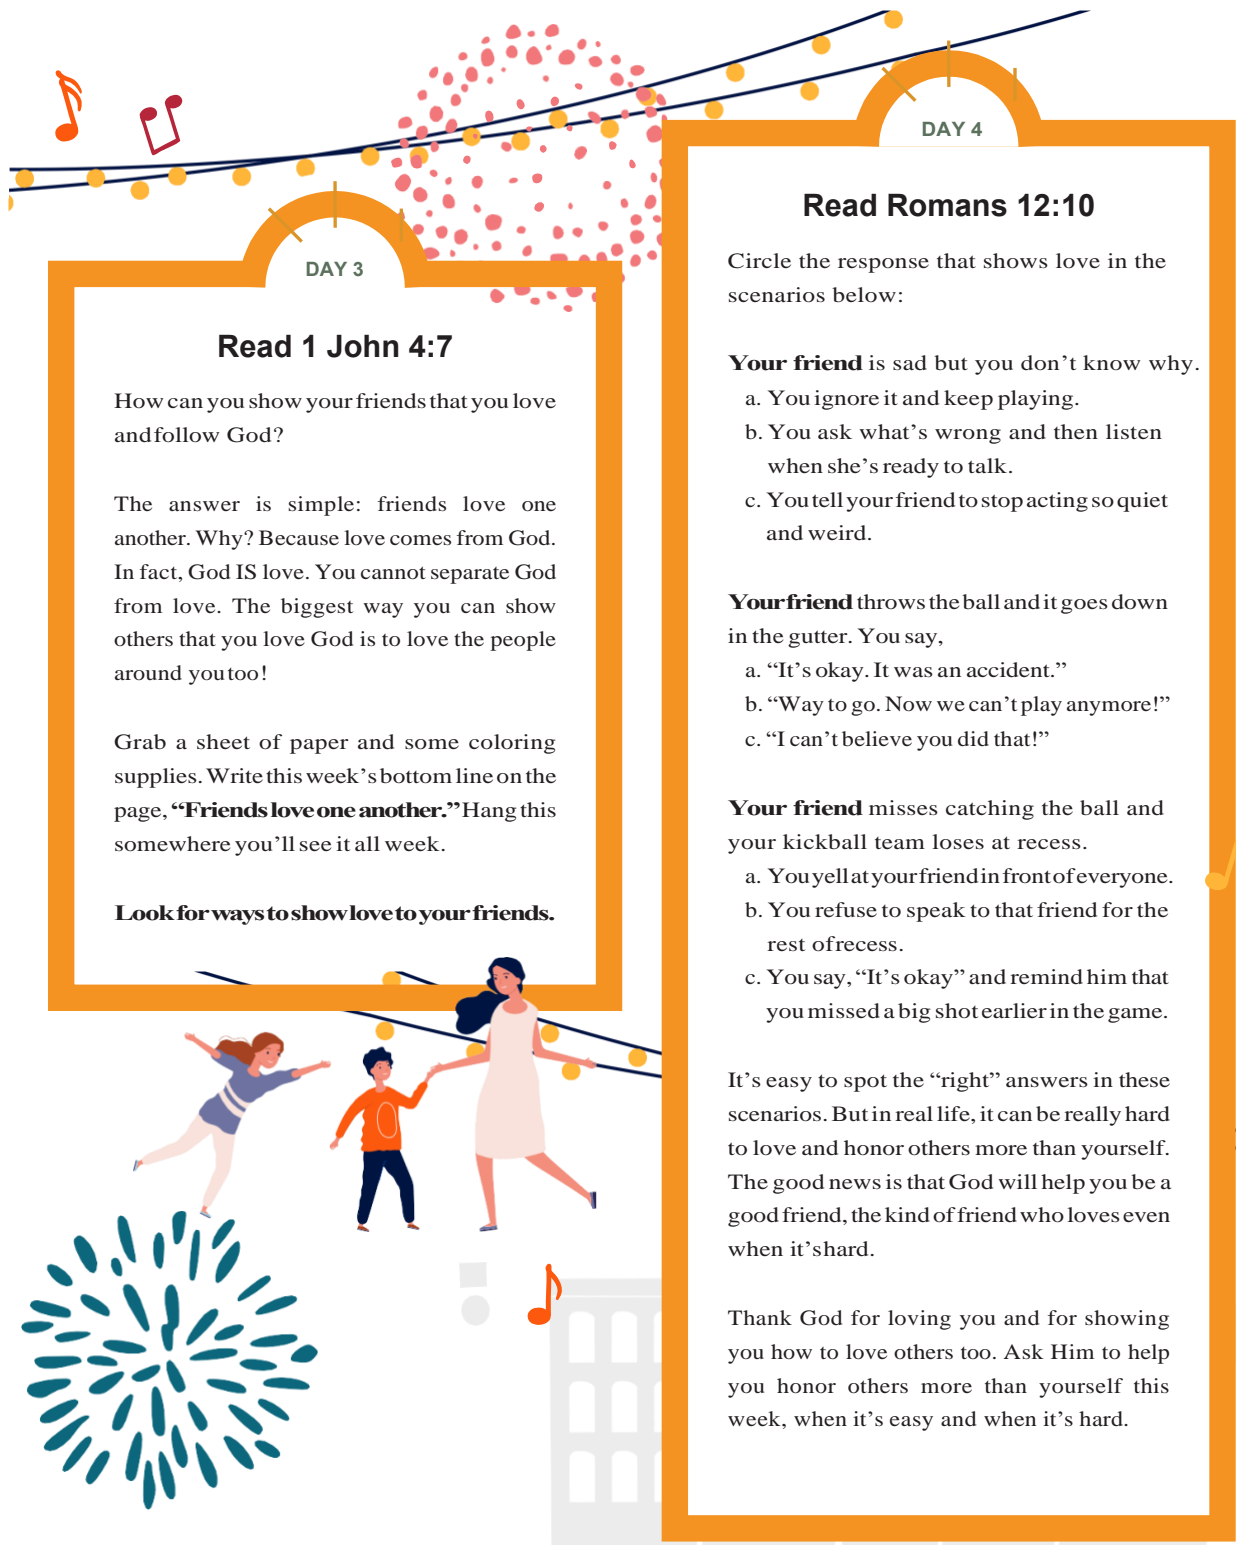 DAY 3
Read 1 John 4:7
How can you show your friends that you love
and follow God?
The answer is simple: friends love one
another. Why? Because love comes from God.
In fact, God IS love. You cannot separate God
from love. The biggest way you can show
others that you love God is to love the people
around you too!
Grab a sheet of paper and some coloring
supplies. Write this week’s bottom line on the
page, “Friends love one another.” Hang this
somewhere you’ll see it all week.
Look for ways to show love to your friends.
DAY 4
Read Romans 12:10
Circle the response that shows love in the
scenarios below:
Your friend is sad but you don’t know why.
a. You ignore it and keep playing.
b. You ask what’s wrong and then listen
when she’s ready to talk.
c. You tell your friend to stop acting so quiet
and weird.
Your friend throws the ball and it goes down
in the gutter. You say,
a. “It’s okay. It was an accident.”
b. “Way to go. Now we can’t play anymore!”
c. “I can’t believe you did that!”
Your friend misses catching the ball and
your kickball team loses at recess.
a. You yell at your friend in front of everyone.
b. You refuse to speak to that friend for the
rest of recess.
c. You say, “It’s okay” and remind him that
you missed a big shot earlier in the game.
It’s easy to spot the “right” answers in these
scenarios. But in real life, it can be really hard
to love and honor others more than yourself.
The good news is that God will help you be a
good friend, the kind of friend who loves even
when it’s hard.
Thank God for loving you and for showing
you how to love others too. Ask Him to help
you honor others more than yourself this
week, when it’s easy and when it’s hard.